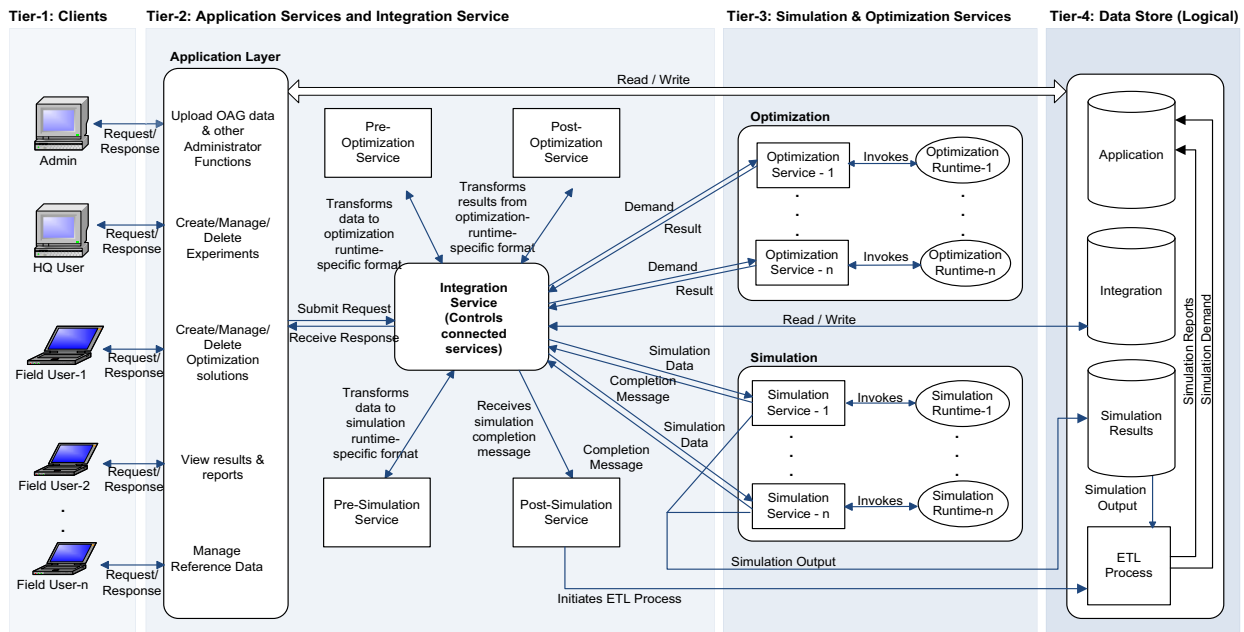 Tier-1: Clients
Tier-2: Application Services and Integration Service
Tier-3: Simulation & Optimization Services
Tier-4: Data Store (Logical)
Admin
Request/
Response
HQ User
Request/
Response
Field User-1
Request/
Response
Field User-2
Request/
Response
.
.
Field User-n
Request/
Response
Application Layer
Upload OAG data
& other
Administrator
Functions
Create/Manage/
Delete
Experiments
Create/Manage/
Delete
Optimization
solutions
View results &
reports
Manage
Reference Data
Read / Write
Pre-
Optimization
Service
Post-
Optimization
Service
Transforms
data to
optimization
runtime-
specific format
Transforms
results from
optimization-
runtime-
specific format
Submit Request
Receive Response
Integration
Service
(Controls
connected
services)
Transforms
data to
simulation
runtime-
specific format
Receives
simulation
completion
message
Pre-Simulation
Service
Post-Simulation
Service
Initiates ETL Process
Demand
Result
Demand
Result
Read / Write
Simulation
Data
Completion
Message
Simulation
Data
Completion
Message
Simulation Output
Optimization
Optimization
Service - 1
Invokes
Optimization
Runtime-1
.
.
.
.
.
.
Optimization
Service - n
Invokes
Optimization
Runtime-n
Simulation
Simulation
Service - 1
Invokes
Simulation
Runtime-1
.
.
.
.
.
.
Simulation
Service - n
Invokes
Simulation
Runtime-n
Application
Integration
Simulation
Results
Simulation
Output
ETL
Process
Simulation Reports
Simulation Demand